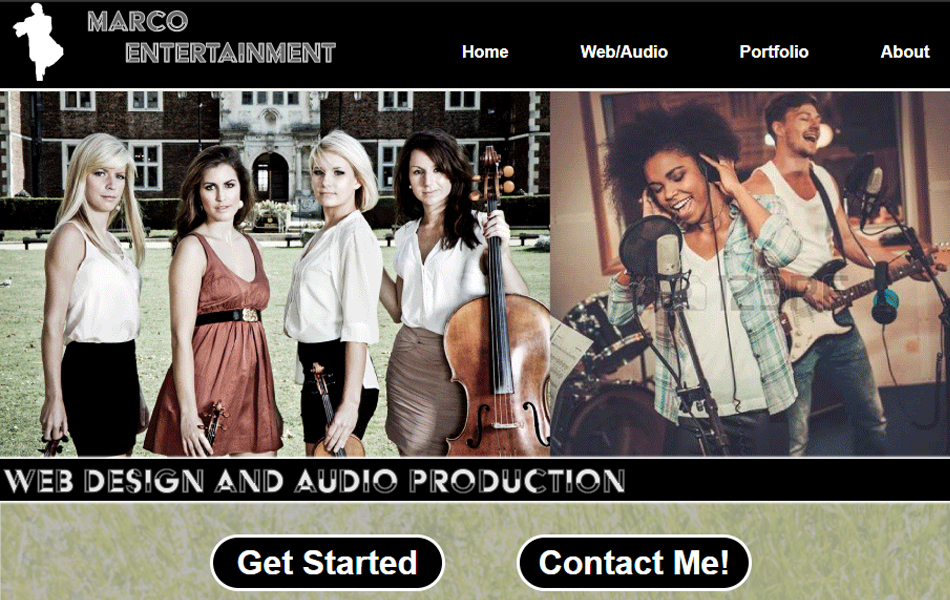 MARCO
ENTERTAINMENT
Home Web/Audio Portfolio About
WEB DESIGN AND AUDIO PRODUCTION
Get Started Contact Me!